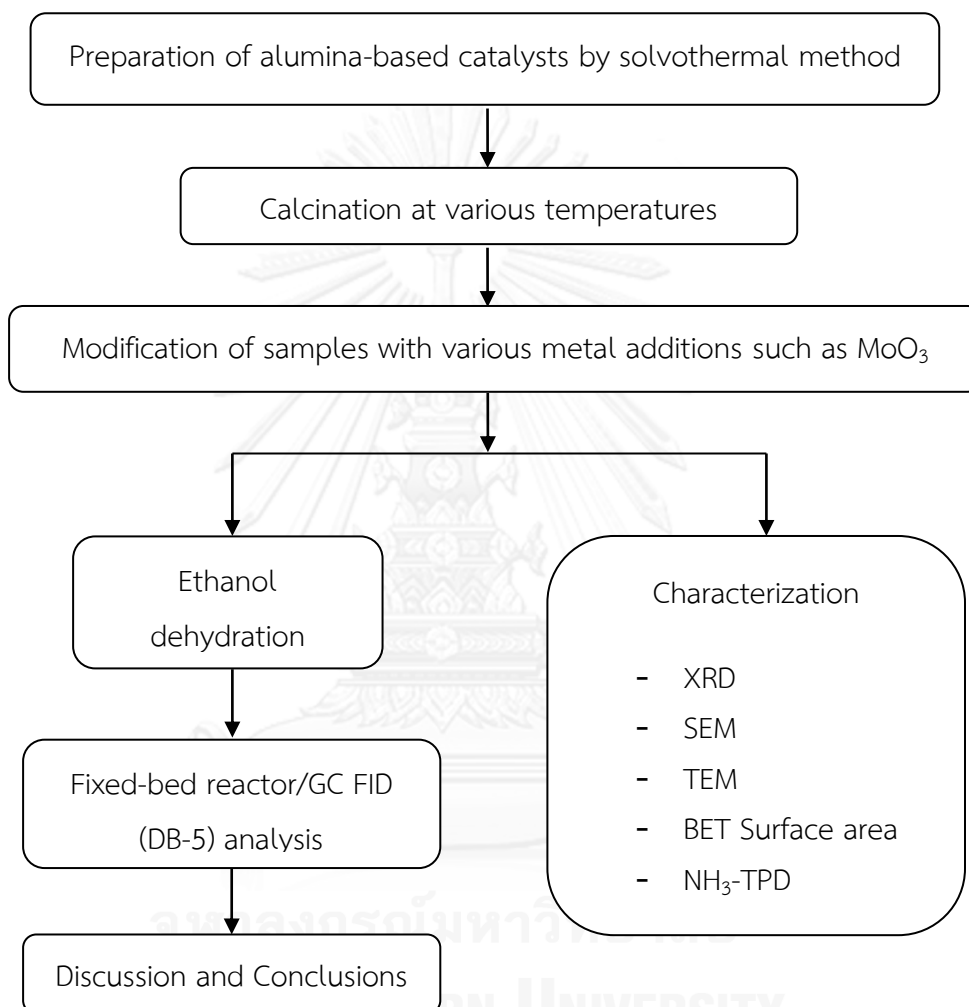 Preparation of alumina-based catalysts by solvothermal method
Calcination at various temperatures
Modification of samples with various metal additions such as MoO₃
Ethanol
dehydration
Fixed-bed reactor/GC FID
(DB-5) analysis
Discussion and Conclusions
Characterization
- XRD
- SEM
- TEM
- BET Surface area
- NH₃-TPD
UNIVERSITY